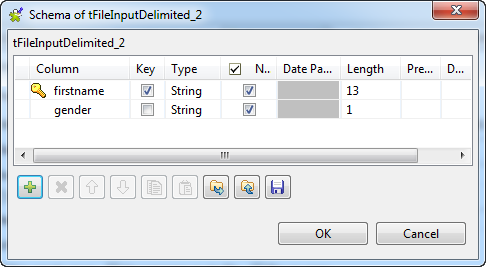 Schema of tFileInputDelimited_2
tFileInputDelimited_2
Column Key Type N.. Date Pa... Length Pre... D...
firstname String 13
gender String 1
OK Cancel